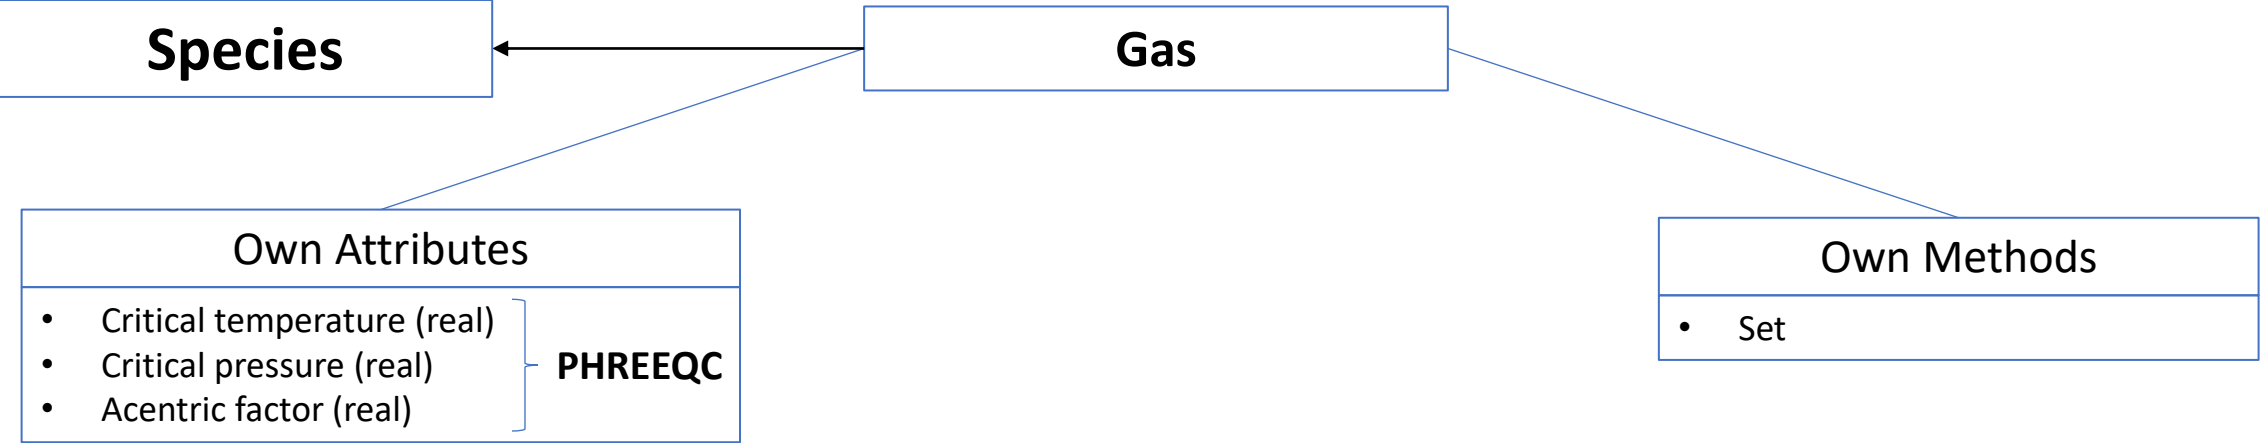 Species
Gas
Own Attributes
• Critical temperature (real)
• Critical pressure (real)
• Acentric factor (real)
PHREEQC
Own Methods
• Set